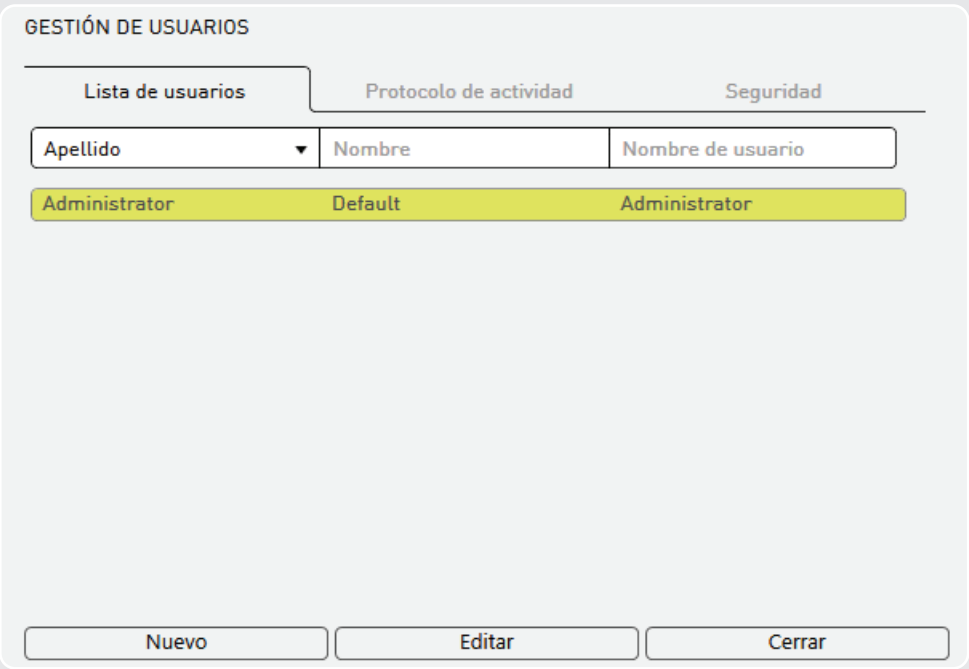 GESTIÓN DE USUARIOS
Lista de usuarios Protocolo de actividad Seguridad
Apellido Nombre Nombre de usuario
Administrator Default Administrator
Nuevo Editar Cerrar